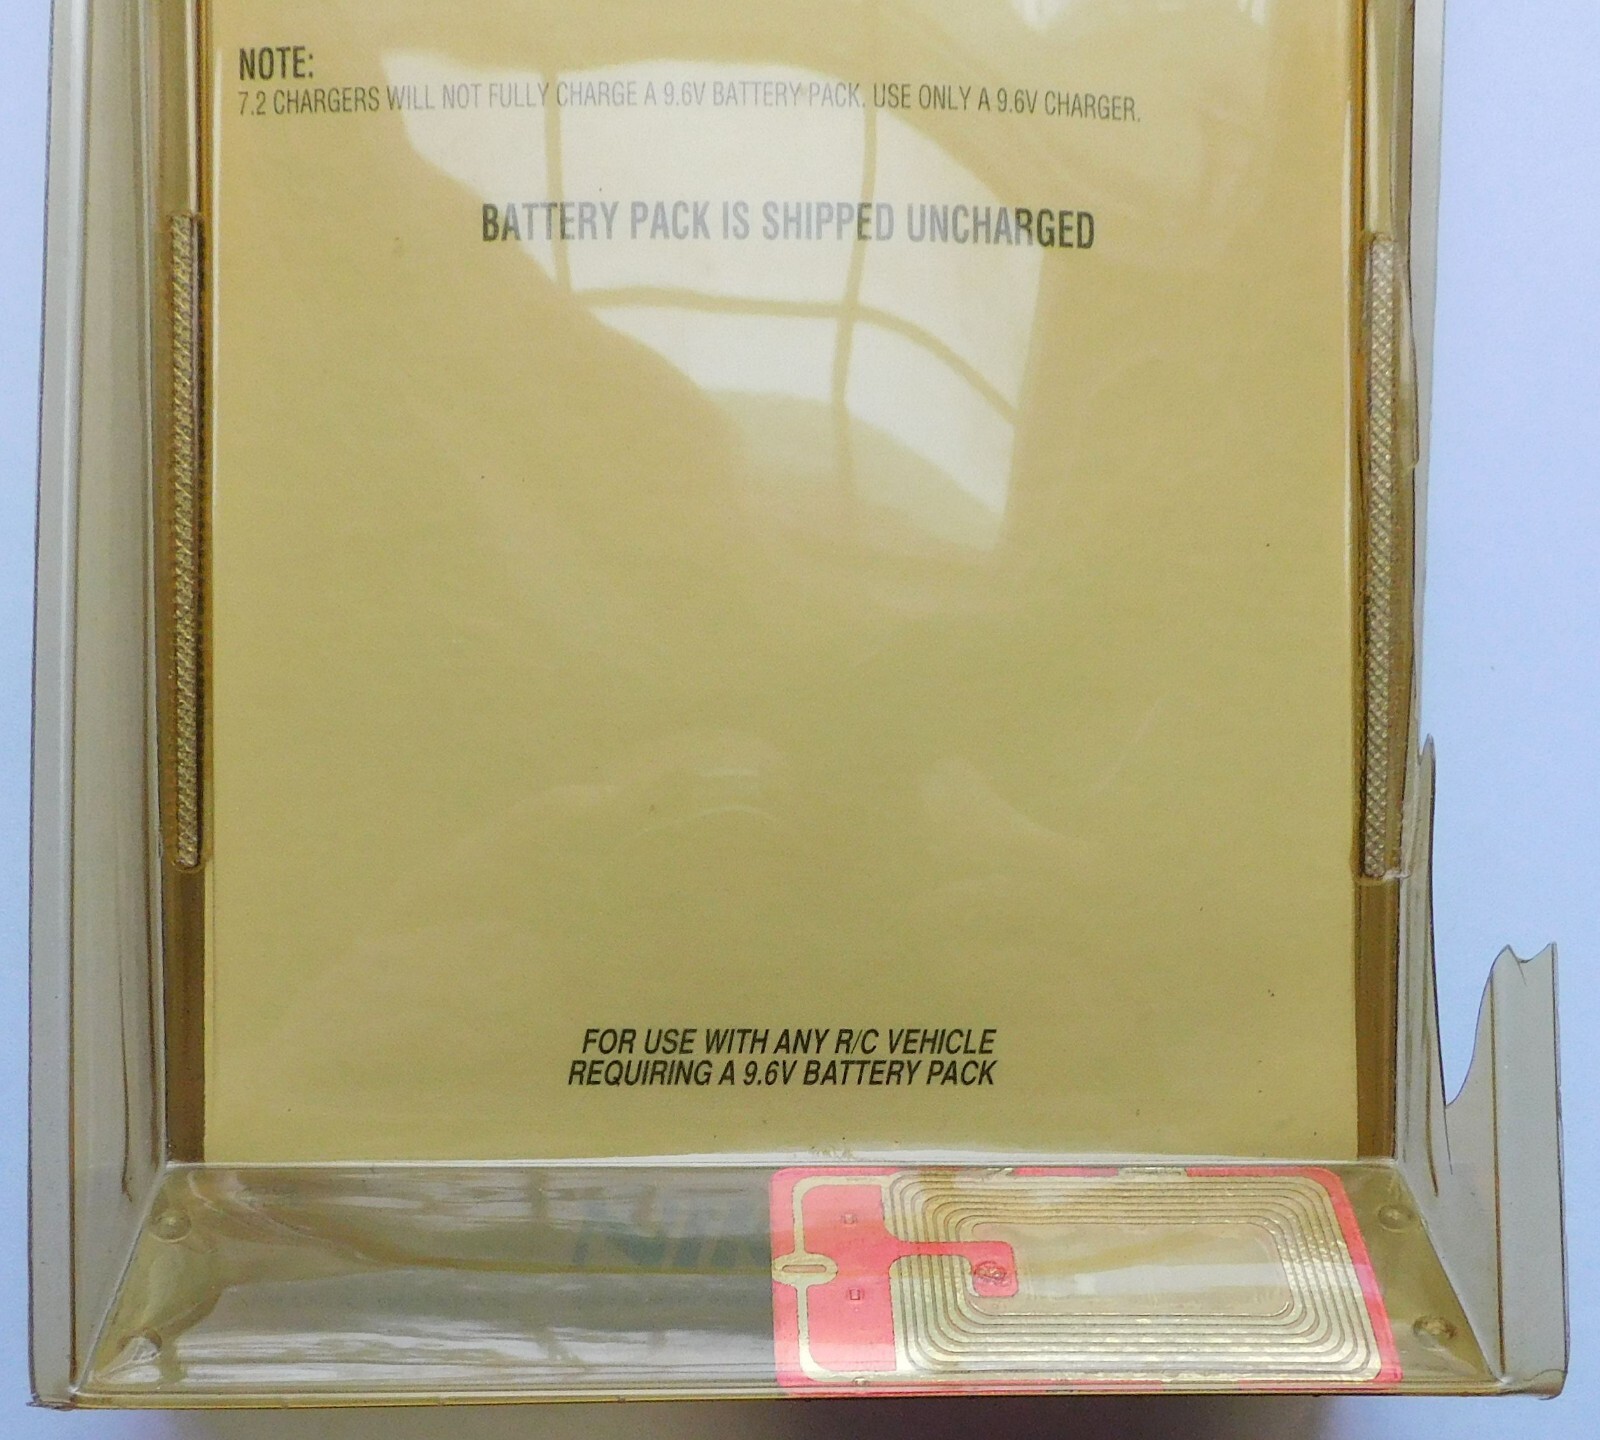 NOTE:
7.2 CHARGERS WILL NOT FULLY CHARGE A 9.6V BATTERY PACK. USE ONLY A 9.6V CHARGER.
BATTERY PACK IS SHIPPED UNCHARGED
FOR USE WITH ANY R/C VEHICLE
REQUIRING A 9.6V BATTERY PACK